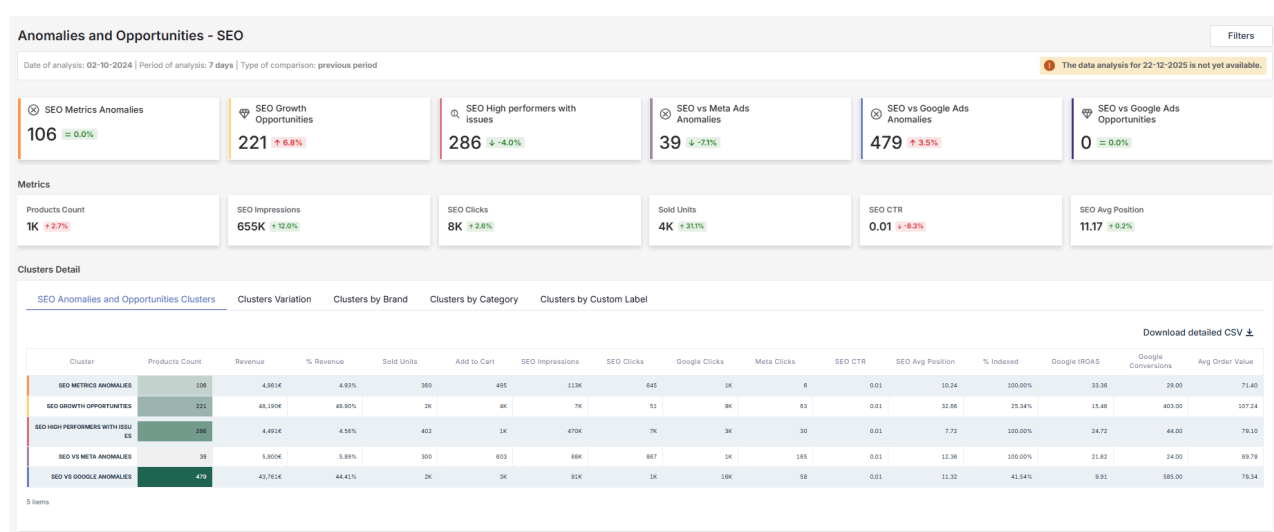 Anomalies and Opportunities - SEO
Filters
Date of analysis: 02-10-2024 | Period of analysis: 7 days | Type of comparison: previous period
The data analysis for 22-12-2025 is not yet available.
SEO Metrics Anomalies
106 = 0.0%
SEO Growth
Opportunities
221 ↑ 6.8%
SEO High performers with
issues
286 ↓ -4.0%
SEO vs Meta Ads
Anomalies
39 ↓ -7.1%
SEO vs Google Ads
Anomalies
479 ↑ 3.5%
SEO vs Google Ads
Opportunities
0 = 0.0%
Metrics
Products Count
1K ↑ 2.7%
SEO Impressions
655K ↑ 12.0%
SEO Clicks
8K ↑ 2.6%
Sold Units
4K ↑ 31.1%
SEO CTR
0.01 ↓ -8.3%
SEO Avg Position
11.17 ↑ 0.2%
Clusters Detail
SEO Anomalies and Opportunities Clusters Clusters Variation Clusters by Brand Clusters by Category Clusters by Custom Label
Download detailed CSV
Cluster Products Count Revenue % Revenue Sold Units Add to Cart SEO Impressions SEO Clicks Google Clicks Meta Clicks SEO CTR SEO Avg Position % Indexed Google tROAS Google Conversions Avg Order Value
SEO METRICS ANOMALIES 106 4,861€ 4.93% 360 495 113K 645 1K 6 0.01 10.24 100.00% 33.36 29.00 71.40
SEO GROWTH OPPORTUNITIES 221 48,190€ 48.90% 2K 4K 7K 51 9K 63 0.01 32.66 25.34% 15.46 403.00 107.24
SEO HIGH PERFORMERS WITH ISSU
ES 286 4,491€ 4.56% 402 1K 470K 7K 3K 30 0.01 7.72 100.00% 24.72 44.00 79.10
SEO VS META ANOMALIES 39 5,800€ 5.89% 300 603 68K 867 1K 165 0.01 12.36 100.00% 21.62 24.00 89.78
SEO VS GOOGLE ANOMALIES 479 43,761€ 44.41% 2K 3K 91K 1K 16K 58 0.01 11.32 41.54% 9.91 585.00 78.34
5 items